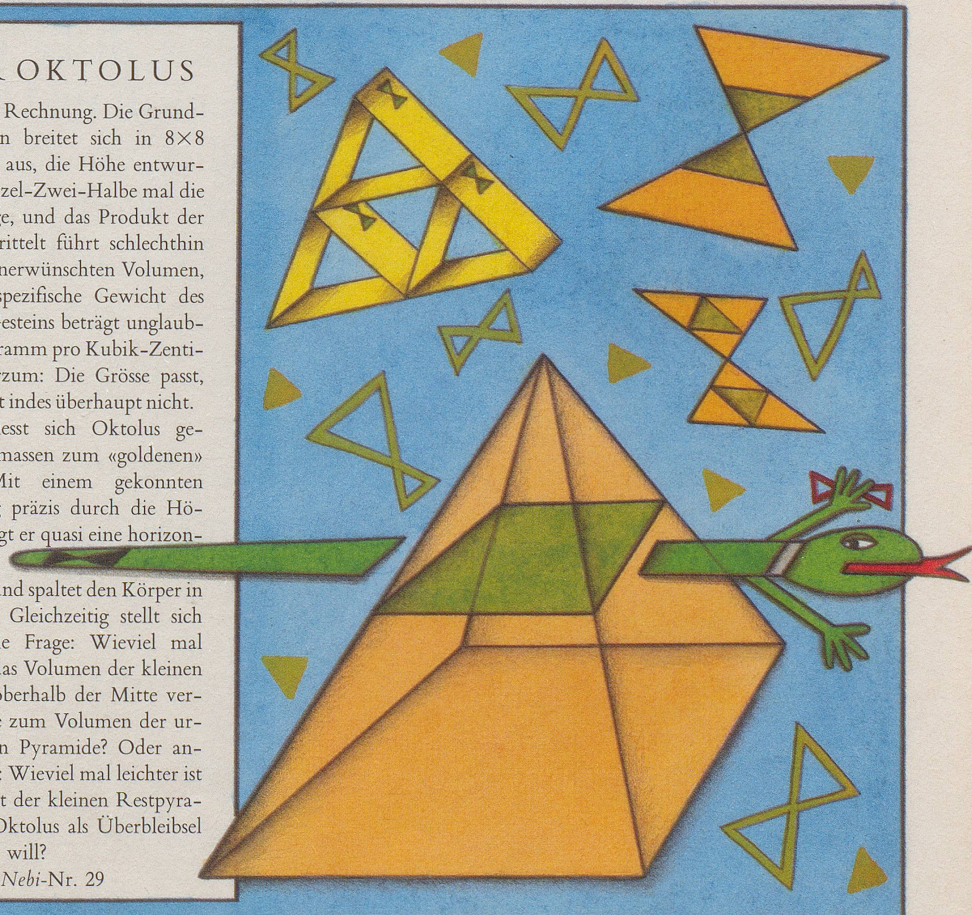 R OKTOLUS
Rechnung. Die Grund-
n breitet sich in 8×8
aus, die Höhe entwur-
zel-Zwei-Halbe mal die
ge, und das Produkt der
rittelt führt schlechthin
nerwünschten Volumen,
spezifische Gewicht des
esteins beträgt unglaub-
ramm pro Kubik-Zenti-
rzum: Die Grösse passt,
t indes überhaupt nicht.
esst sich Oktolus ge-
massen zum «goldenen»
Mit einem gekonnten
g präzis durch die Hö-
gt er quasi eine horizon-
nd spaltet den Körper in
Gleichzeitig stellt sich
e Frage: Wieviel mal
as Volumen der kleinen
oberhalb der Mitte ver-
e zum Volumen der ur-
n Pyramide? Oder an-
: Wieviel mal leichter ist
t der kleinen Restpyra-
Oktolus als Überbleibsel
will?
Nebi-Nr. 29